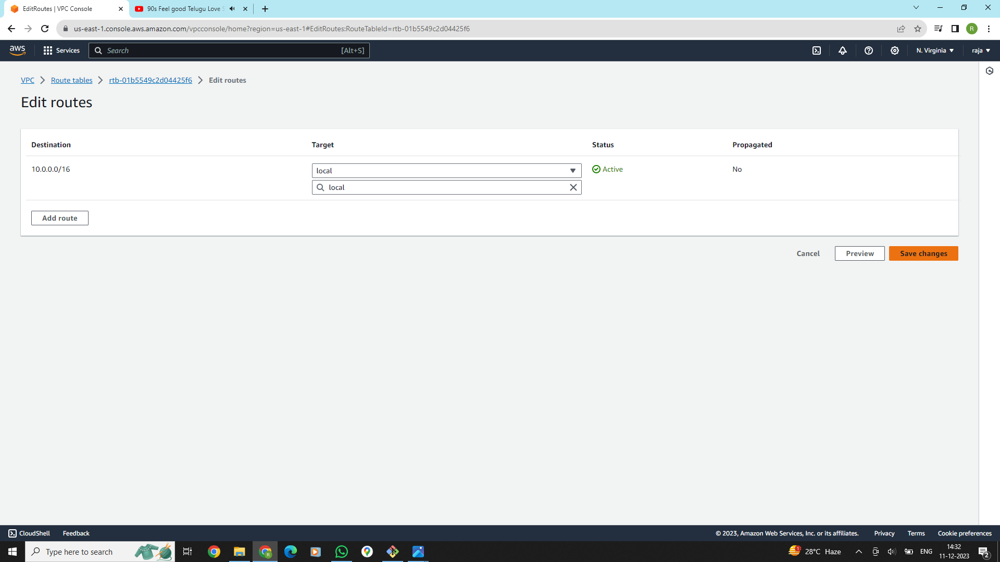 EditRoutes | VPC Console
90s Feel good Telugu Love S
us-east-1.console.aws.amazon.com/vpcconsole/home?region=us-east-1#EditRoutes:RouteTableId=rtb-01b5549c2d04425f6
R
aws
Services
Search
[Alt+S]
N. Virginia
raja
VPC
Route tables
rtb-01b5549c2d04425f6
Edit routes
Edit routes
Destination
Target
Status
Propagated
10.0.0.0/16
local
Active
No
local
Add route
Cancel
Preview
Save changes
CloudShell
Feedback
© 2023, Amazon Web Services, Inc. or its affiliates.
Privacy
Terms
Cookie preferences
Type here to search
R
1
28°C Haze
ENG
14:32
11-12-2023
2